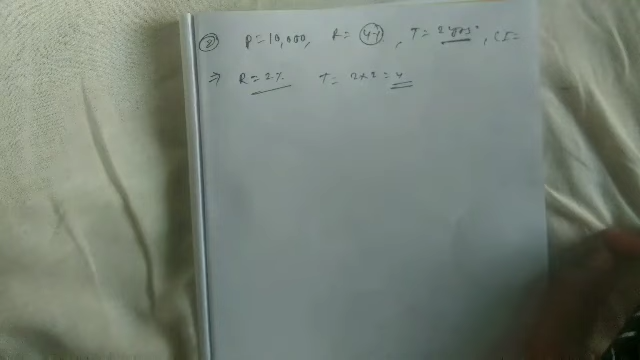 ② P = 10,000, R = 4%, T = 2 yrs, CI =
⇒ R = 2% T = 2×2 = 4